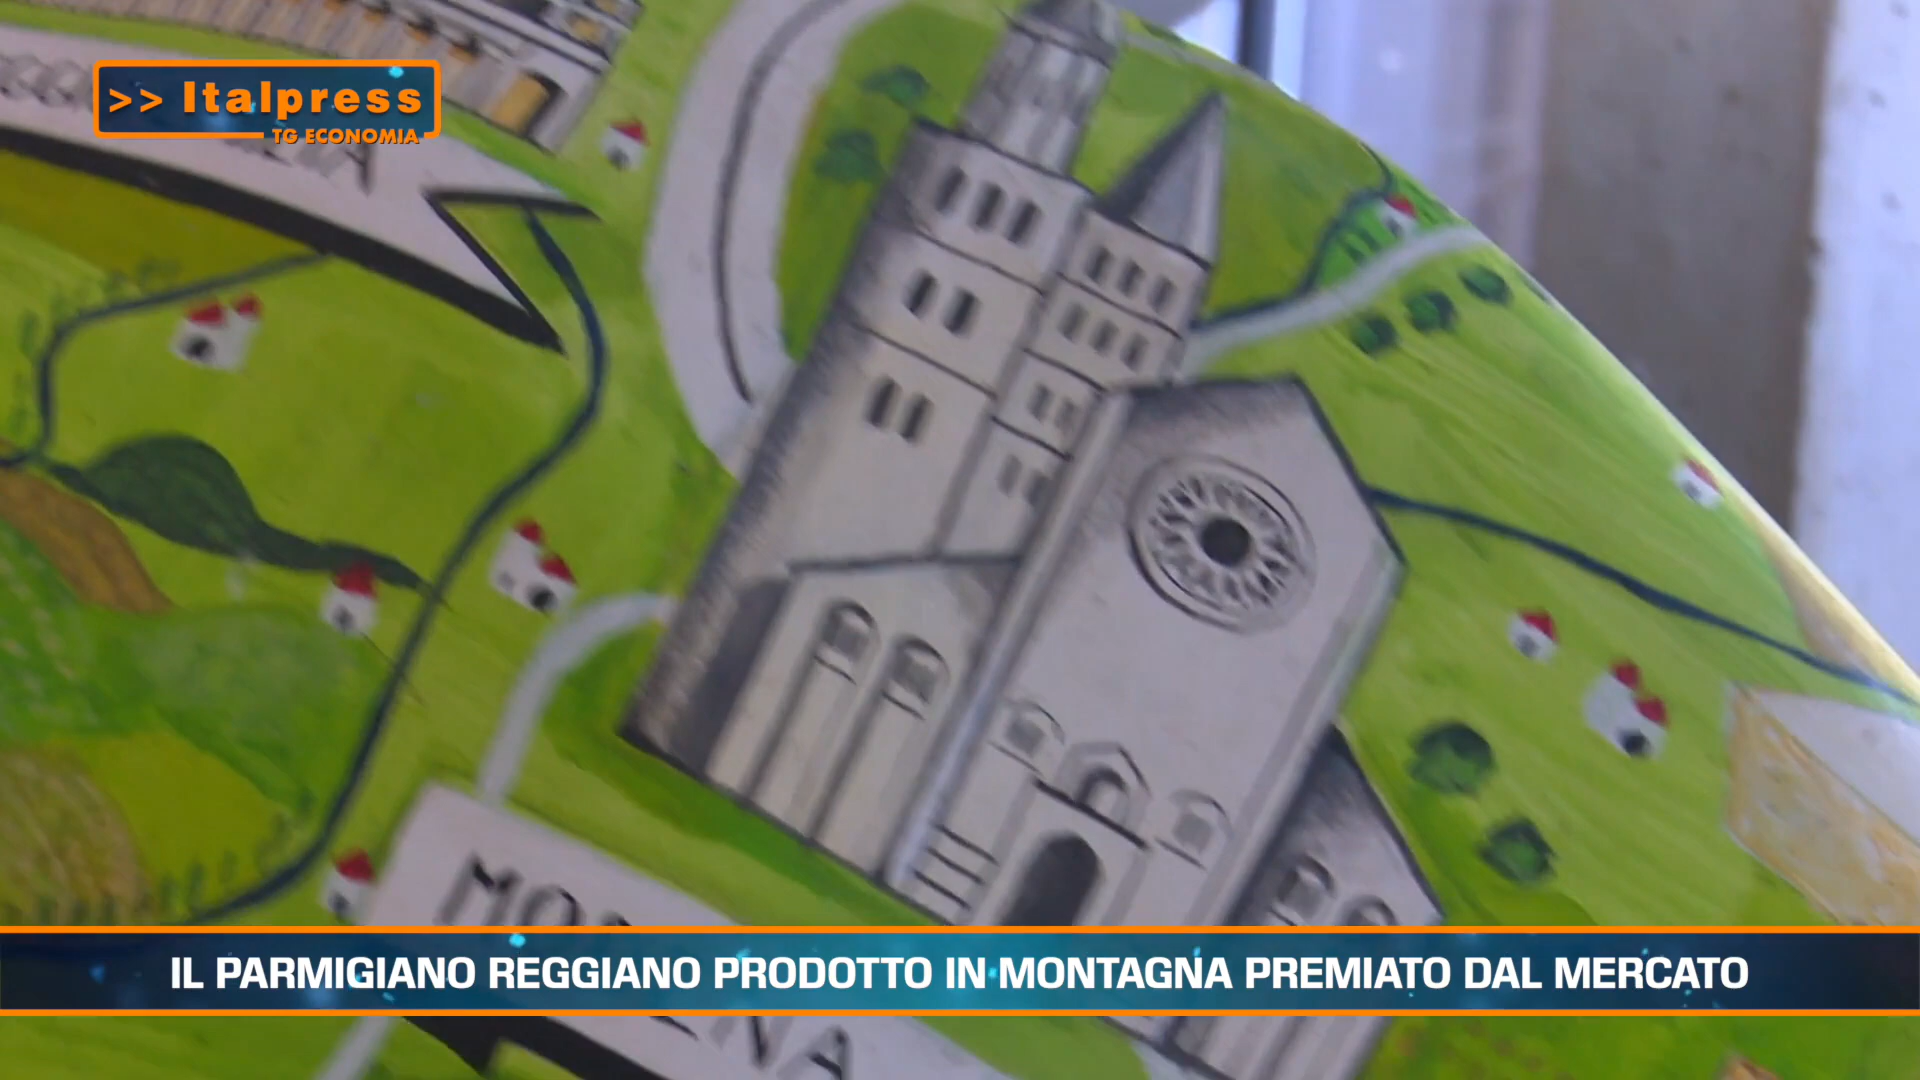 >> Italpress
TG ECONOMIA
IL PARMIGIANO REGGIANO PRODOTTO IN MONTAGNA PREMIATO DAL MERCATO